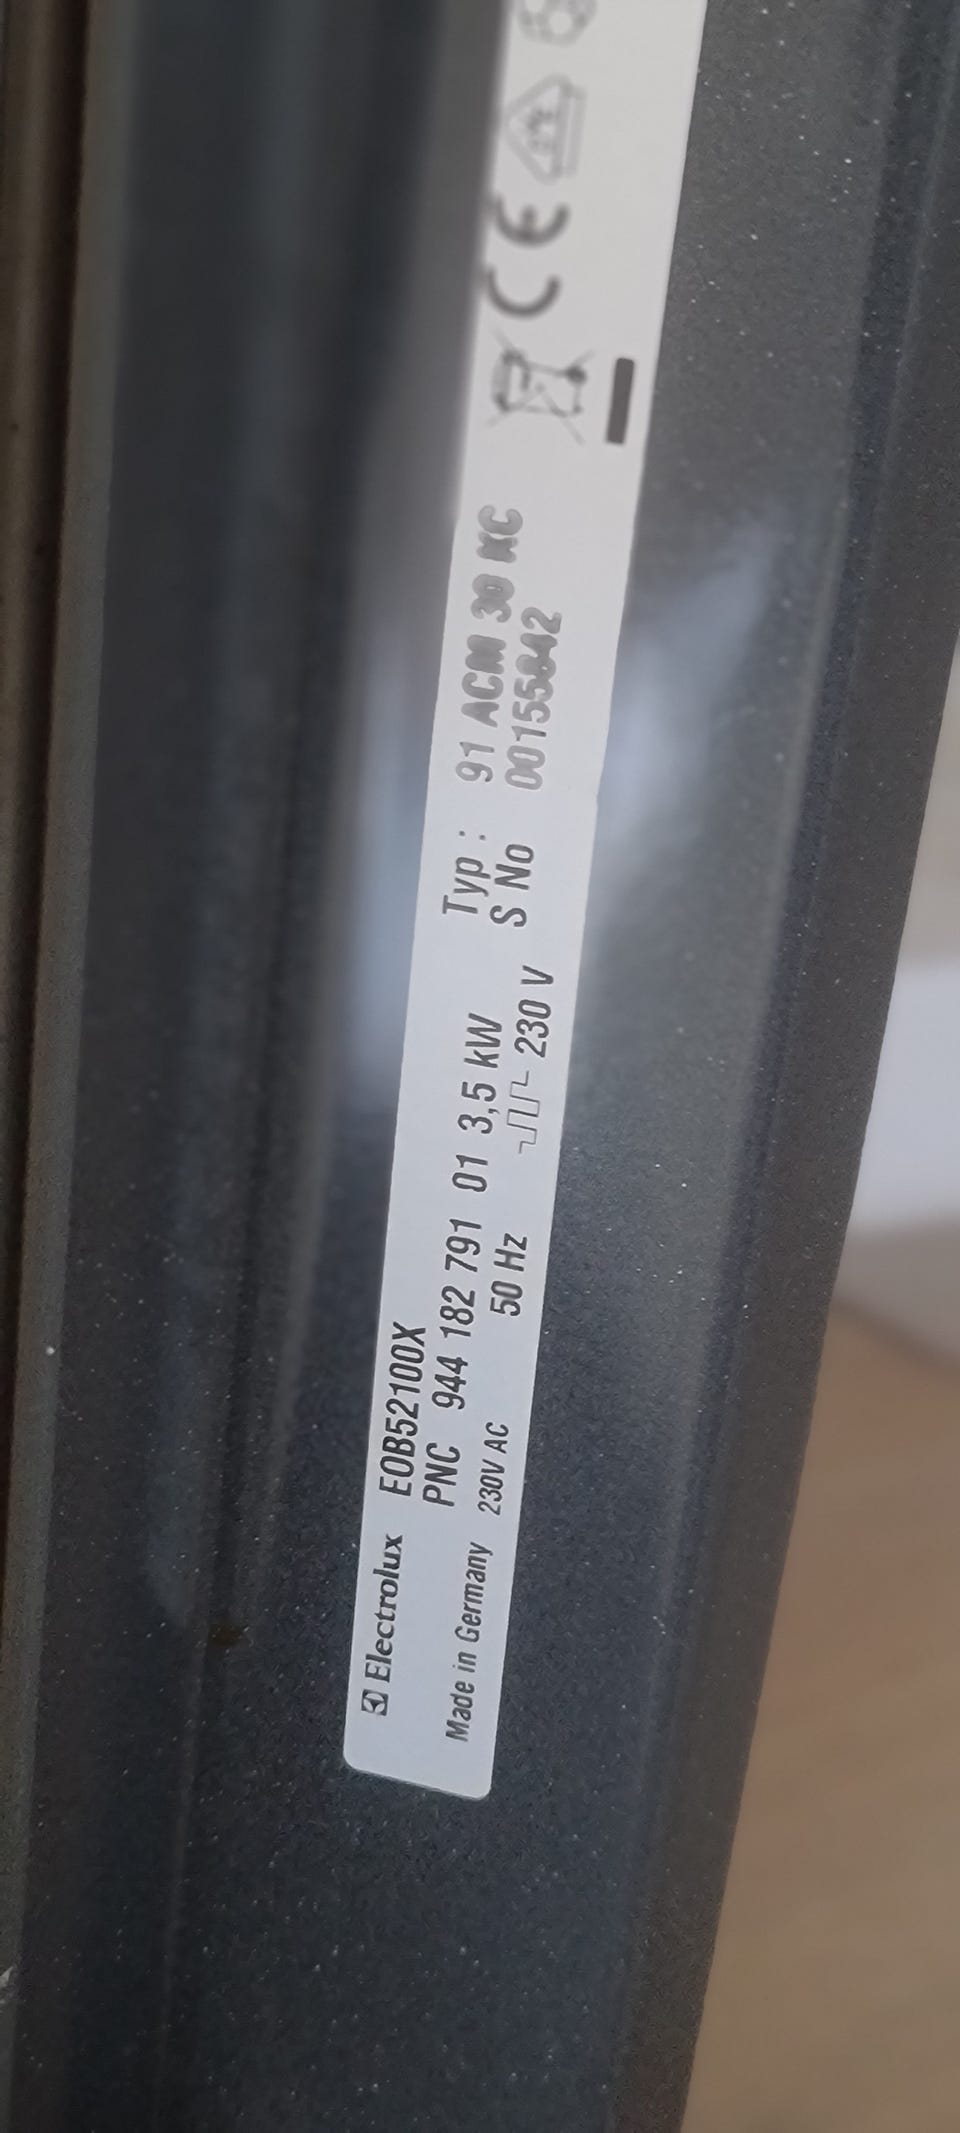 Electrolux EOB52100X
PNC 944 182 791 01 3,5 kW Typ : 91 ACM 30 KC
Made in Germany 230V AC 50 Hz 230 V S No
CE